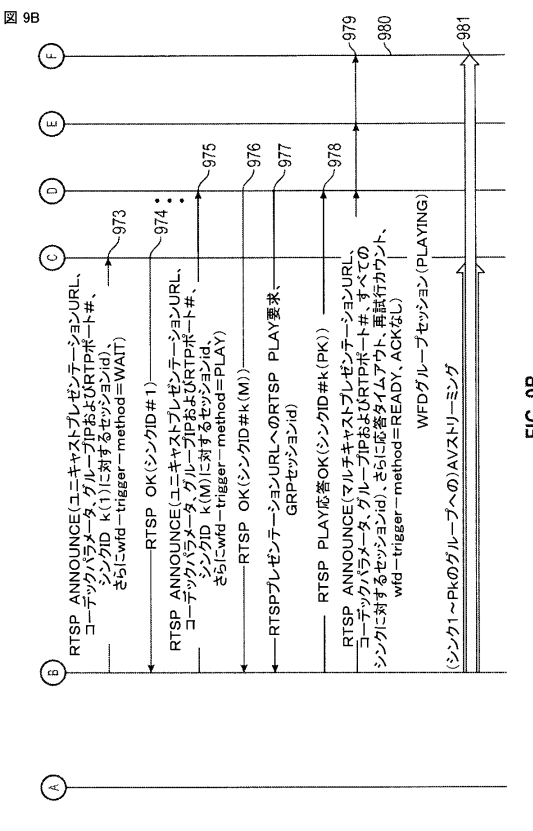 図 9B
A
B
C
D
E
F
RTSP ANNOUNCE(ユニキャストプレゼンテーションURL、
コーデックパラメータ、グループIPおよびRTPポート#、
シンクID k(1)に対するセッションid)、
さらにwfd-trigger-method=WAIT)
973
RTSP OK(シンクID#1)
974
RTSP ANNOUNCE(ユニキャストプレゼンテーションURL、
コーデックパラメータ、グループIPおよびRTPポート#、
シンクID k(M)に対するセッションid、
さらにwfd-trigger-method=PLAY)
975
RTSP OK(シンクID#k(M))
976
RTSPプレゼンテーションURLへのRTSP PLAY要求、
GRPセッションid)
977
RTSP PLAY応答OK(シンクID#k(PK))
978
RTSP ANNOUNCE(マルチキャストプレゼンテーションURL、
コーデックパラメータ、グループIPおよびRTPポート#、すべての
シンクに対するセッションid)、さらに応答タイムアウト、再試行カウント、
wfd-trigger-method=READY、ACKなし)
979
WFDグループセッション(PLAYING)
980
(シンク1~Pkのグループへの)AVストリーミング
981
FIG. 9B